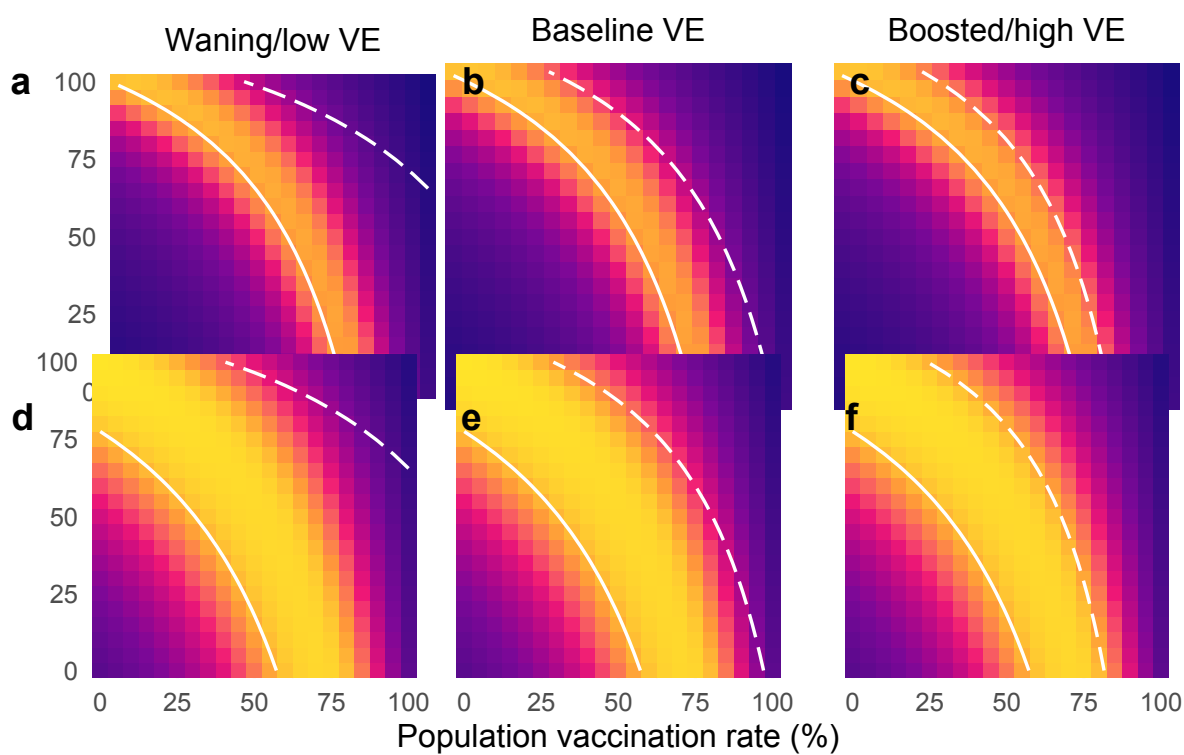 Waning/low VE
Baseline VE
Boosted/high VE
a
b
c
100
75
50
25
0
d
e
f
100
75
50
25
0
0 25 50 75 100
0 25 50 75 100
0 25 50 75 100
Population vaccination rate (%)